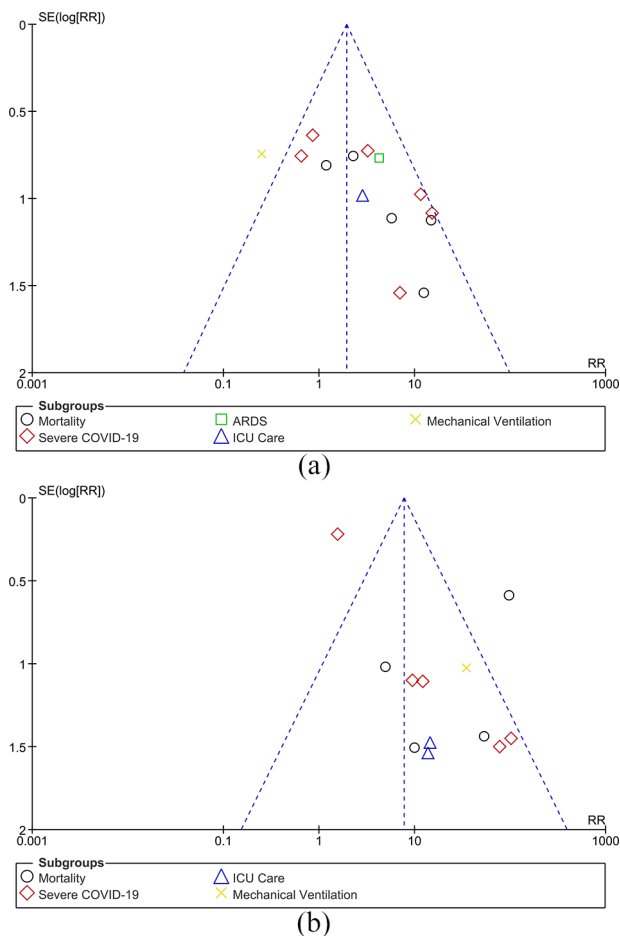 SE(log[RR])
0
0.5
1
1.5
2
RR
0.001 0.1 1 10 1000
Subgroups
Mortality ARDS Mechanical Ventilation
Severe COVID-19 ICU Care
(a)
SE(log[RR])
0
0.5
1
1.5
2
RR
0.001 0.1 1 10 1000
Subgroups
Mortality ICU Care
Severe COVID-19 Mechanical Ventilation
(b)